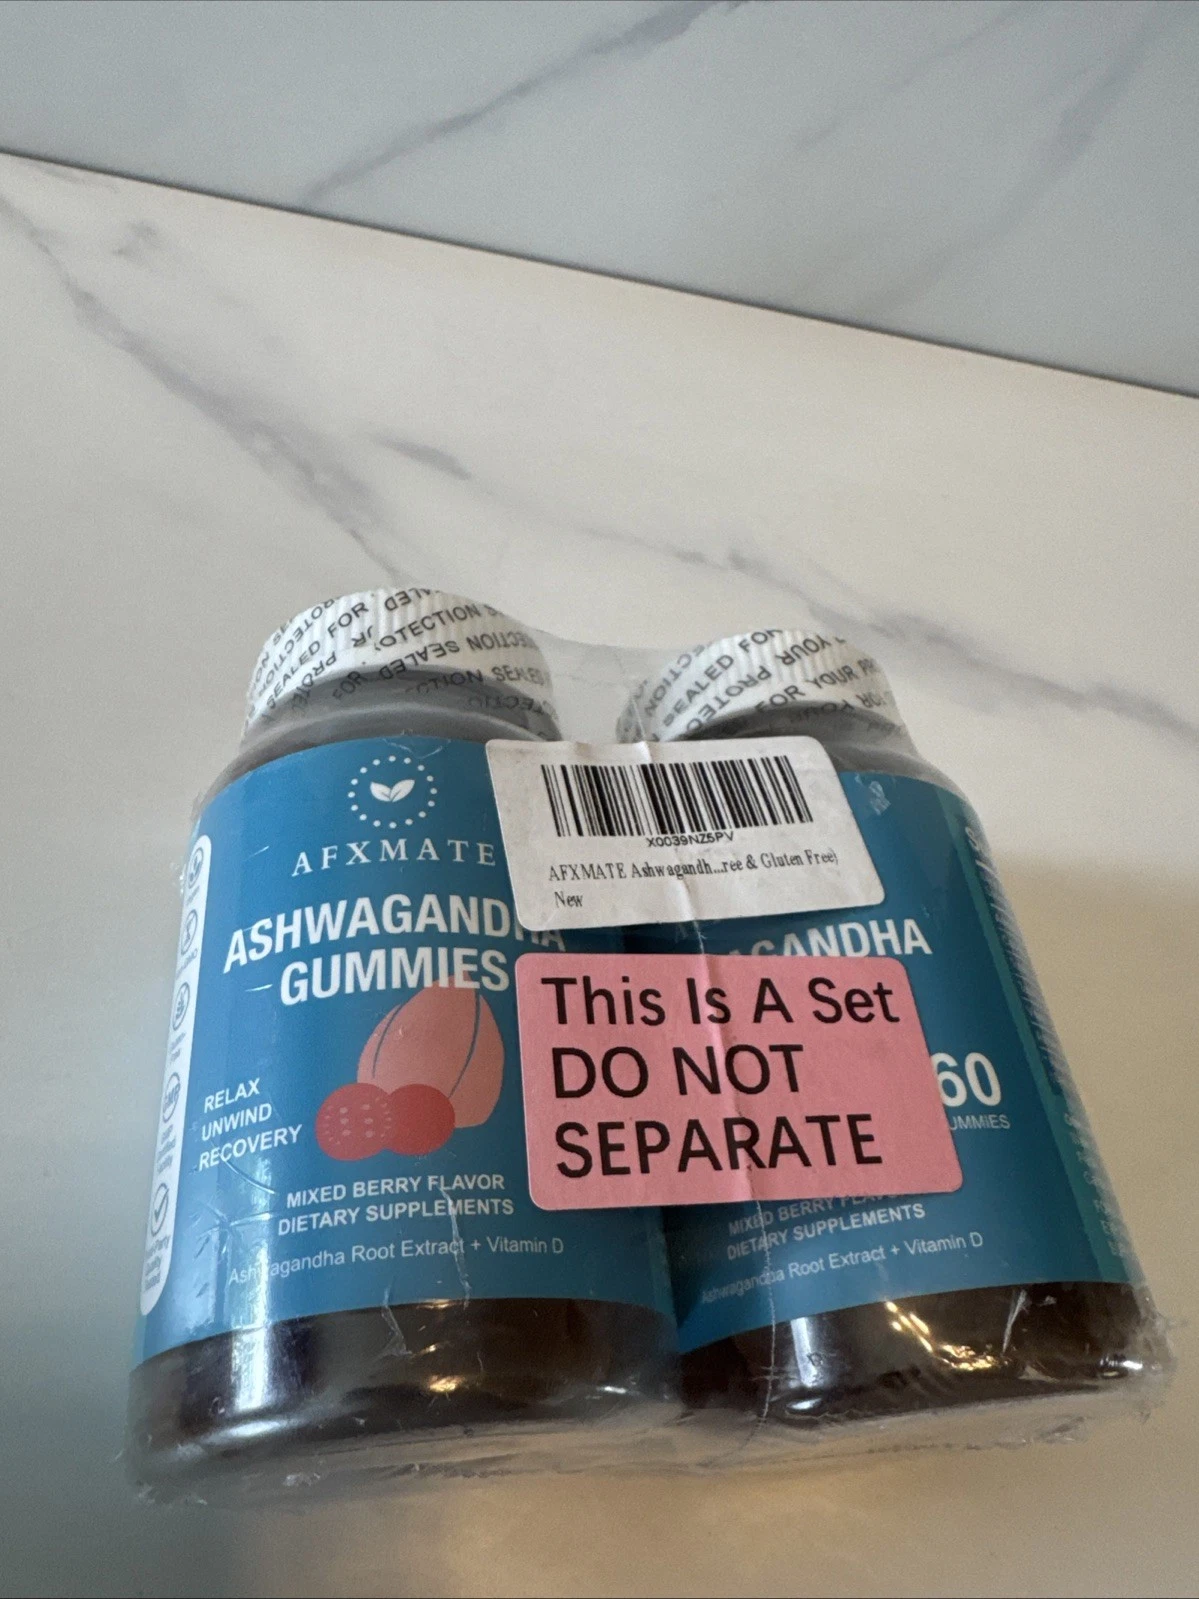 SEALED FOR
PROTECTION
SEALED FOR YOUR
FOR YOUR
AFXMATE
ASHWAGANDHA
GUMMIES
RELAX
UNWIND
RECOVERY
MIXED BERRY FLAVOR
DIETARY SUPPLEMENTS
Ashwagandha Root Extract + Vitamin D
X0039NZ5PV
AFXMATE Ashwagandh...ree & Gluten Free)
New
This Is A Set
DO NOT
SEPARATE
AGANDHA
60
UMMIES
MIXED BERRY FLAVOR
DIETARY SUPPLEMENTS
Ashwagandha Root Extract + Vitamin D